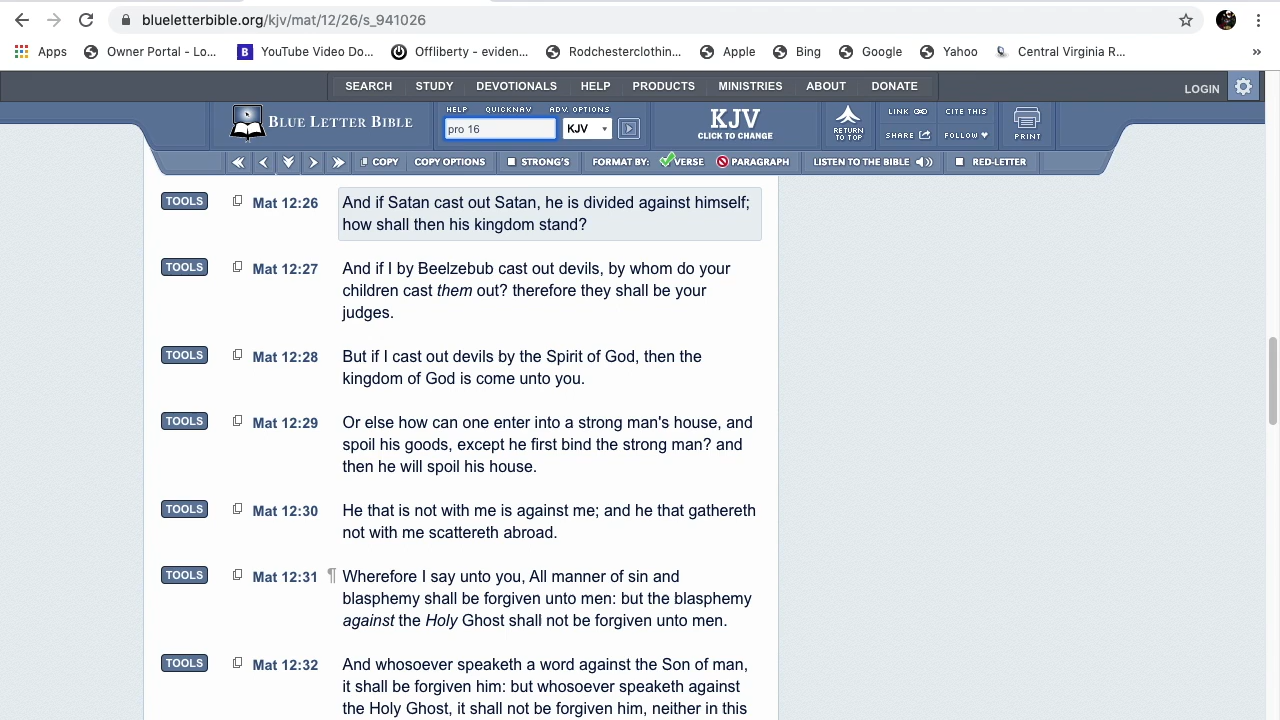 blueletterbible.org/kjv/mat/12/26/s_941026
Apps Owner Portal - Lo... YouTube Video Do... Offliberty - eviden... Rodchesterclothin... Apple Bing Google Yahoo Central Virginia R... »
SEARCH STUDY DEVOTIONALS HELP PRODUCTS MINISTRIES ABOUT DONATE LOGIN
BLUE LETTER BIBLE
HELP QUICKNAV ADV. OPTIONS
pro 16 KJV
KJV
CLICK TO CHANGE
RETURN
TO TOP
LINK CITE THIS
SHARE FOLLOW
PRINT
COPY COPY OPTIONS STRONG'S FORMAT BY: VERSE PARAGRAPH LISTEN TO THE BIBLE RED-LETTER
TOOLS Mat 12:26 And if Satan cast out Satan, he is divided against himself;
how shall then his kingdom stand?
TOOLS Mat 12:27 And if I by Beelzebub cast out devils, by whom do your
children cast them out? therefore they shall be your
judges.
TOOLS Mat 12:28 But if I cast out devils by the Spirit of God, then the
kingdom of God is come unto you.
TOOLS Mat 12:29 Or else how can one enter into a strong man's house, and
spoil his goods, except he first bind the strong man? and
then he will spoil his house.
TOOLS Mat 12:30 He that is not with me is against me; and he that gathereth
not with me scattereth abroad.
TOOLS Mat 12:31 ¶ Wherefore I say unto you, All manner of sin and
blasphemy shall be forgiven unto men: but the blasphemy
against the Holy Ghost shall not be forgiven unto men.
TOOLS Mat 12:32 And whosoever speaketh a word against the Son of man,
it shall be forgiven him: but whosoever speaketh against
the Holy Ghost, it shall not be forgiven him, neither in this